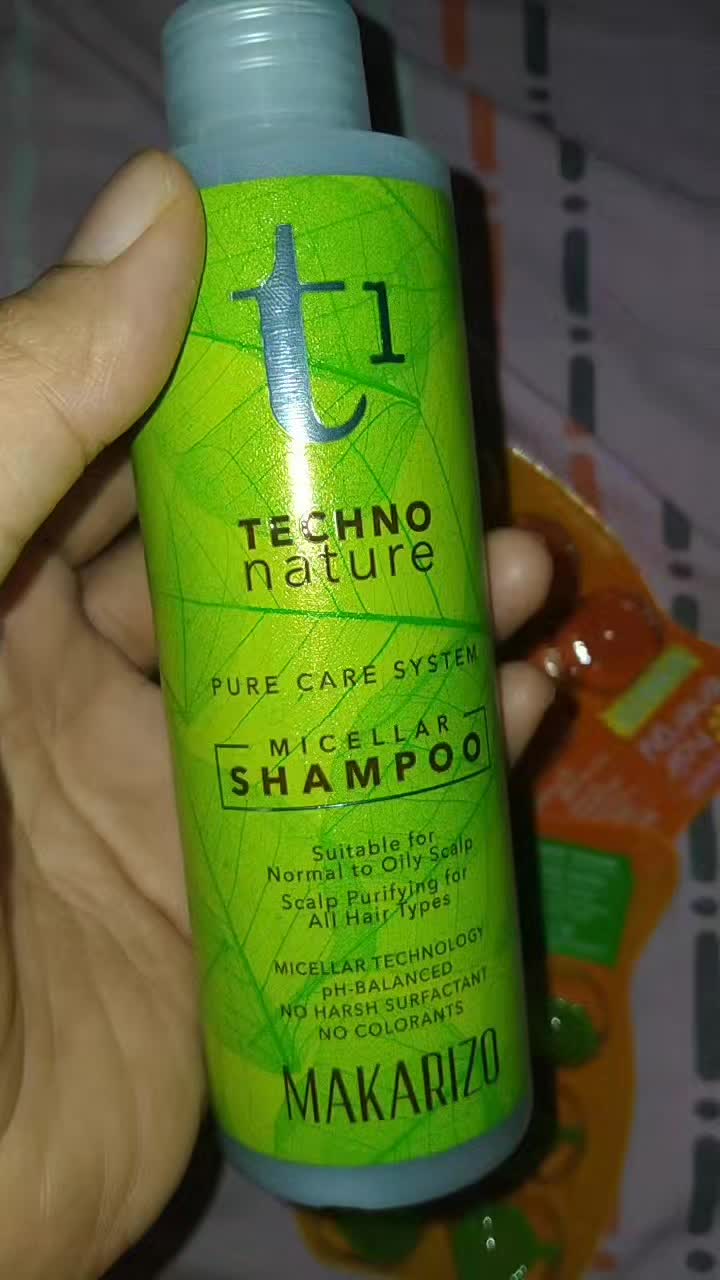 t1
TECHNO
nature
PURE CARE SYSTEM
MICELLAR
SHAMPOO
Suitable for
Normal to Oily Scalp
Scalp Purifying for
All Hair Types
MICELLAR TECHNOLOGY
pH-BALANCED
NO HARSH SURFACTANT
NO COLORANTS
MAKARIZO